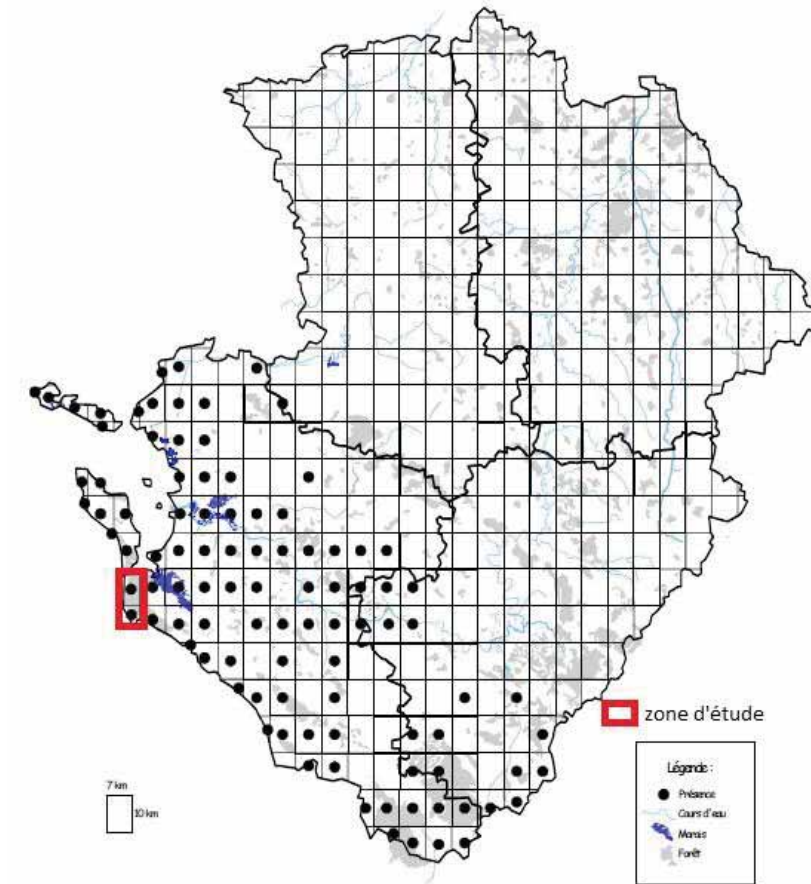 zone d'étude
Légende :
Présence
Cours d'eau
Marais
Forêt
7 km
10 km